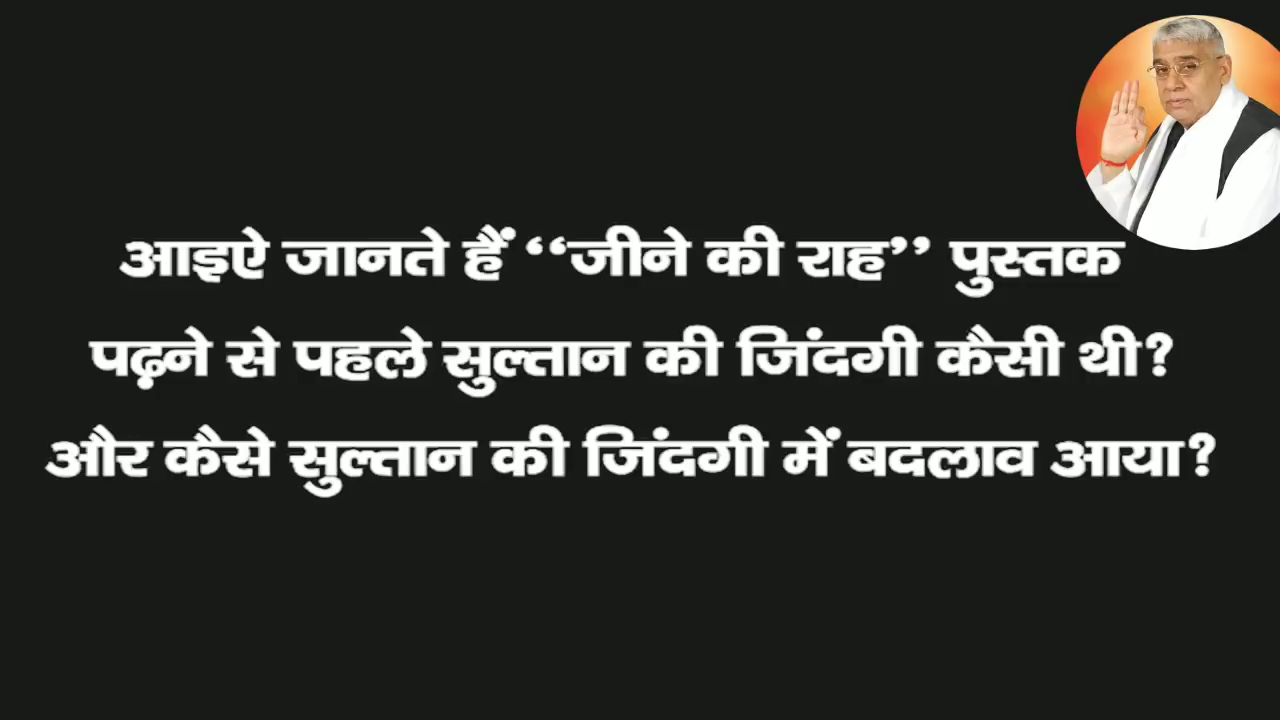 आइऐ जानते हैं ‘‘जीने की राह’’ पुस्तक
पढ़ने से पहले सुल्तान की जिंदगी कैसी थी?
और कैसे सुल्तान की जिंदगी में बदलाव आया?